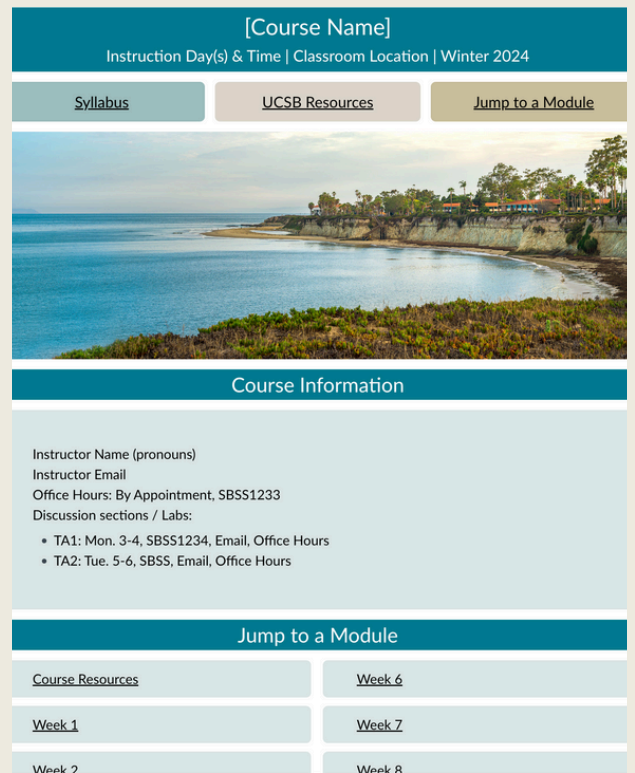 [Course Name]
Instruction Day(s) & Time | Classroom Location | Winter 2024
Syllabus
UCSB Resources
Jump to a Module
Course Information
Instructor Name (pronouns)
Instructor Email
Office Hours: By Appointment, SBSS1233
Discussion sections / Labs:
• TA1: Mon. 3-4, SBSS1234, Email, Office Hours
• TA2: Tue. 5-6, SBSS, Email, Office Hours
Jump to a Module
Course Resources
Week 6
Week 1
Week 7
Week 2
Week 8